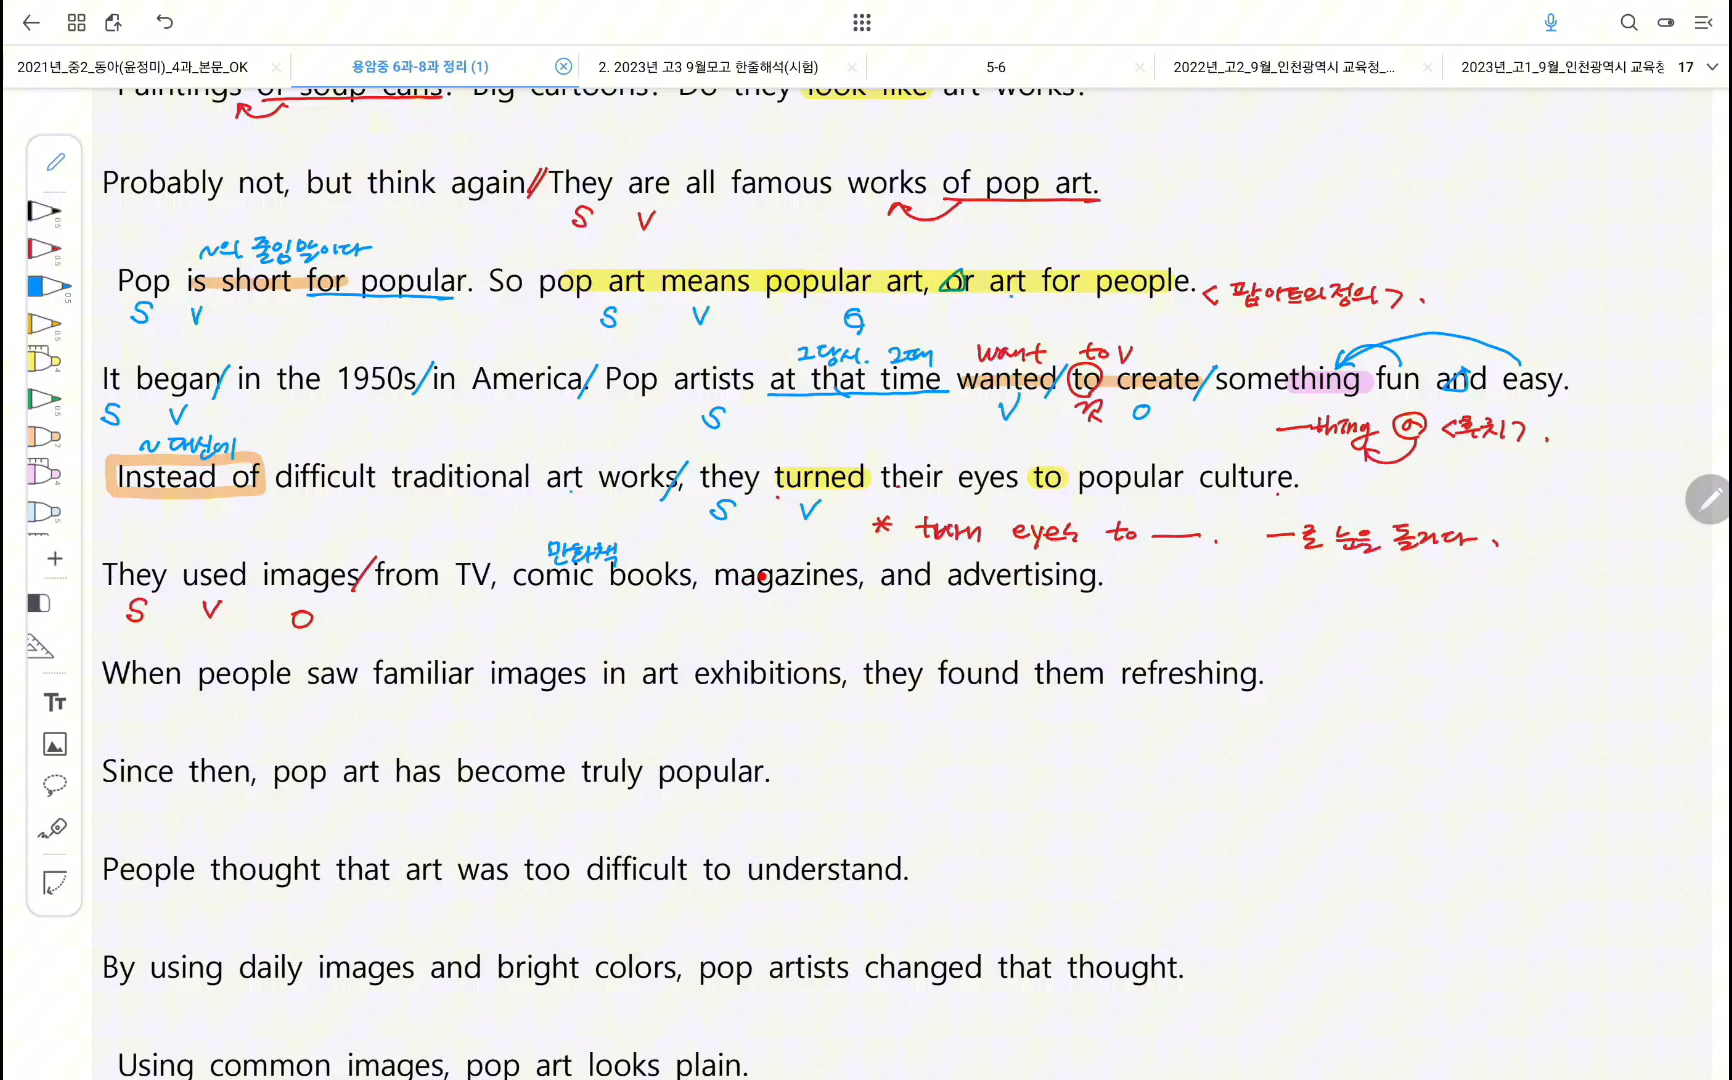 2021년_중2_동아(윤정미)_4과_본문_OK
용암중 6과-8과 정리 (1)
2. 2023년 고3 9월모고 한줄해석(시험)
5-6
2022년_고2_9월_인천광역시 교육청_...
2023년_고1_9월_인천광역시 교육청
17
Paintings of soup cans? Big cartoons? Do they look like art works?
Probably not, but think again. They are all famous works of pop art.
S V
~의 줄임말이다
Pop is short for popular. So pop art means popular art, or art for people.
<팝아트의 정의>.
S V S V
그당시. 그때 want to V
It began in the 1950s in America. Pop artists at that time wanted to create something fun and easy.
S V S V O
-thing <후치>.
~ 대신에
Instead of difficult traditional art works, they turned their eyes to popular culture.
S V
* turn eyes to ―. ―로 눈을 돌리다.
만화책
They used images from TV, comic books, magazines, and advertising.
S V O
When people saw familiar images in art exhibitions, they found them refreshing.
Since then, pop art has become truly popular.
People thought that art was too difficult to understand.
By using daily images and bright colors, pop artists changed that thought.
Using common images, pop art looks plain.